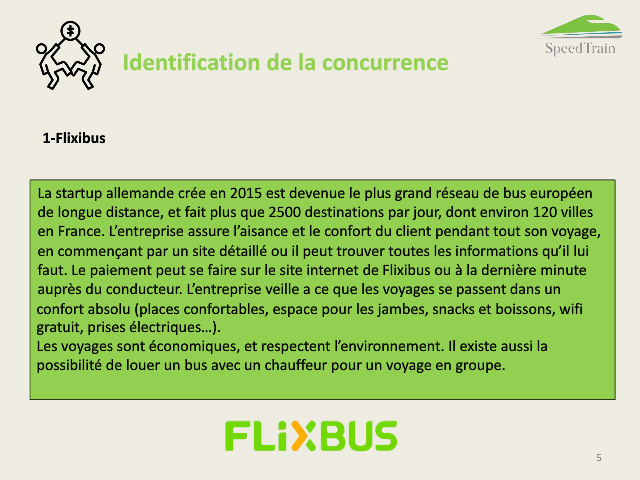 SpeedTrain
Identification de la concurrence
1-Flixibus
La startup allemande crée en 2015 est devenue le plus grand réseau de bus européen
de longue distance, et fait plus que 2500 destinations par jour, dont environ 120 villes
en France. L’entreprise assure l’aisance et le confort du client pendant tout son voyage,
en commençant par un site détaillé ou il peut trouver toutes les informations qu’il lui
faut. Le paiement peut se faire sur le site internet de Flixibus ou à la dernière minute
auprès du conducteur. L’entreprise veille a ce que les voyages se passent dans un
confort absolu (places confortables, espace pour les jambes, snacks et boissons, wifi
gratuit, prises électriques…).
Les voyages sont économiques, et respectent l’environnement. Il existe aussi la
possibilité de louer un bus avec un chauffeur pour un voyage en groupe.
FLiXBUS
5